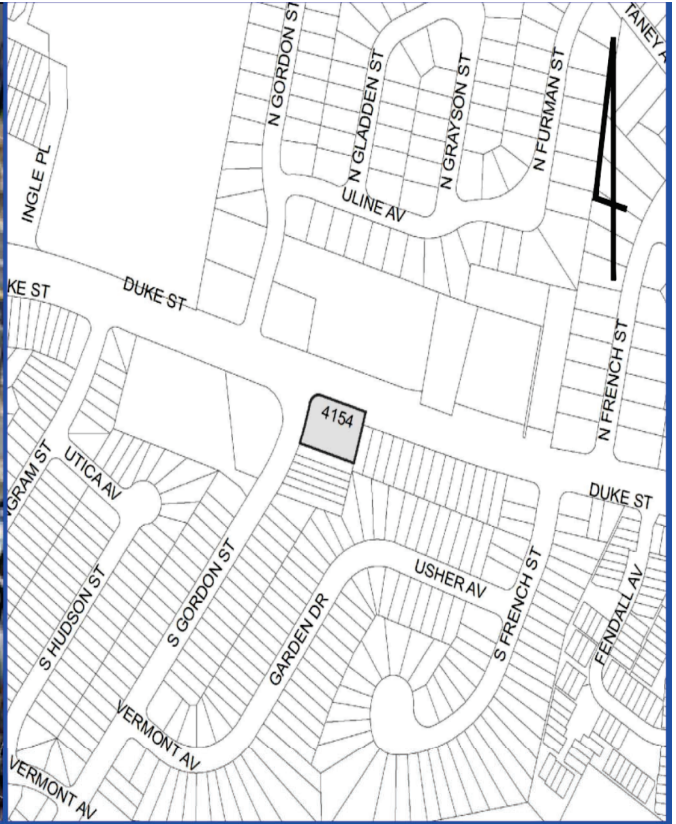 N GORDON ST
N GLADDEN ST
N GRAYSON ST
N FURMAN ST
TANEY A
INGLE PL
ULINE AV
KE ST
DUKE ST
N FRENCH ST
4154
NGRAM ST
UTICA AV
DUKE ST
S HUDSON ST
S GORDON ST
GARDEN DR
USHER AV
S FRENCH ST
FENDALL AV
VERMONT AV
VERMONT AV